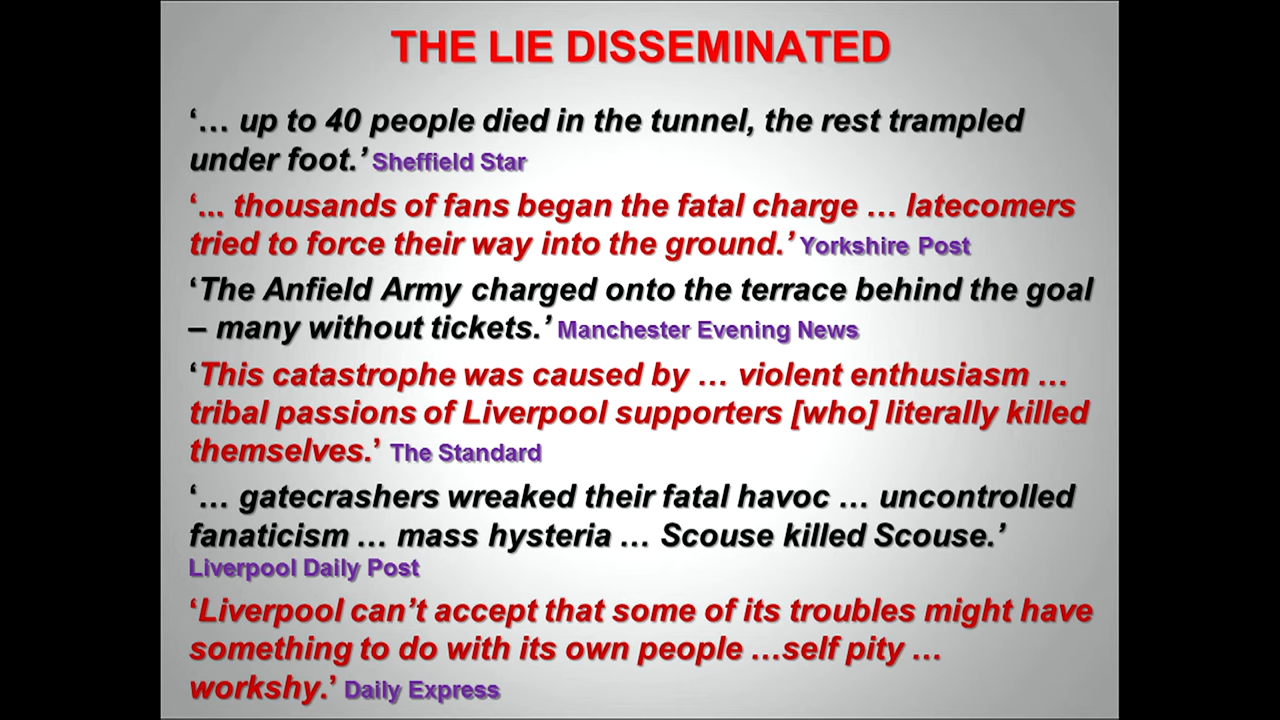 THE LIE DISSEMINATED
‘… up to 40 people died in the tunnel, the rest trampled
under foot.’ Sheffield Star
‘... thousands of fans began the fatal charge … latecomers
tried to force their way into the ground.’ Yorkshire Post
‘The Anfield Army charged onto the terrace behind the goal
– many without tickets.’ Manchester Evening News
‘This catastrophe was caused by … violent enthusiasm …
tribal passions of Liverpool supporters [who] literally killed
themselves.’ The Standard
‘… gatecrashers wreaked their fatal havoc … uncontrolled
fanaticism … mass hysteria … Scouse killed Scouse.’
Liverpool Daily Post
‘Liverpool can’t accept that some of its troubles might have
something to do with its own people …self pity …
workshy.’ Daily Express